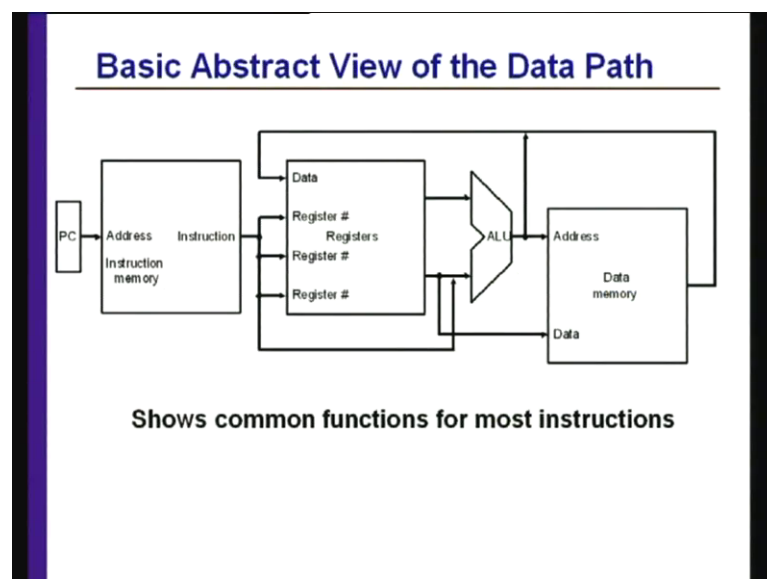 Basic Abstract View of the Data Path
Data
Register #
PC
Address
Instruction
Registers
ALU
Address
Instruction
memory
Register #
Data
memory
Register #
Data
Shows common functions for most instructions